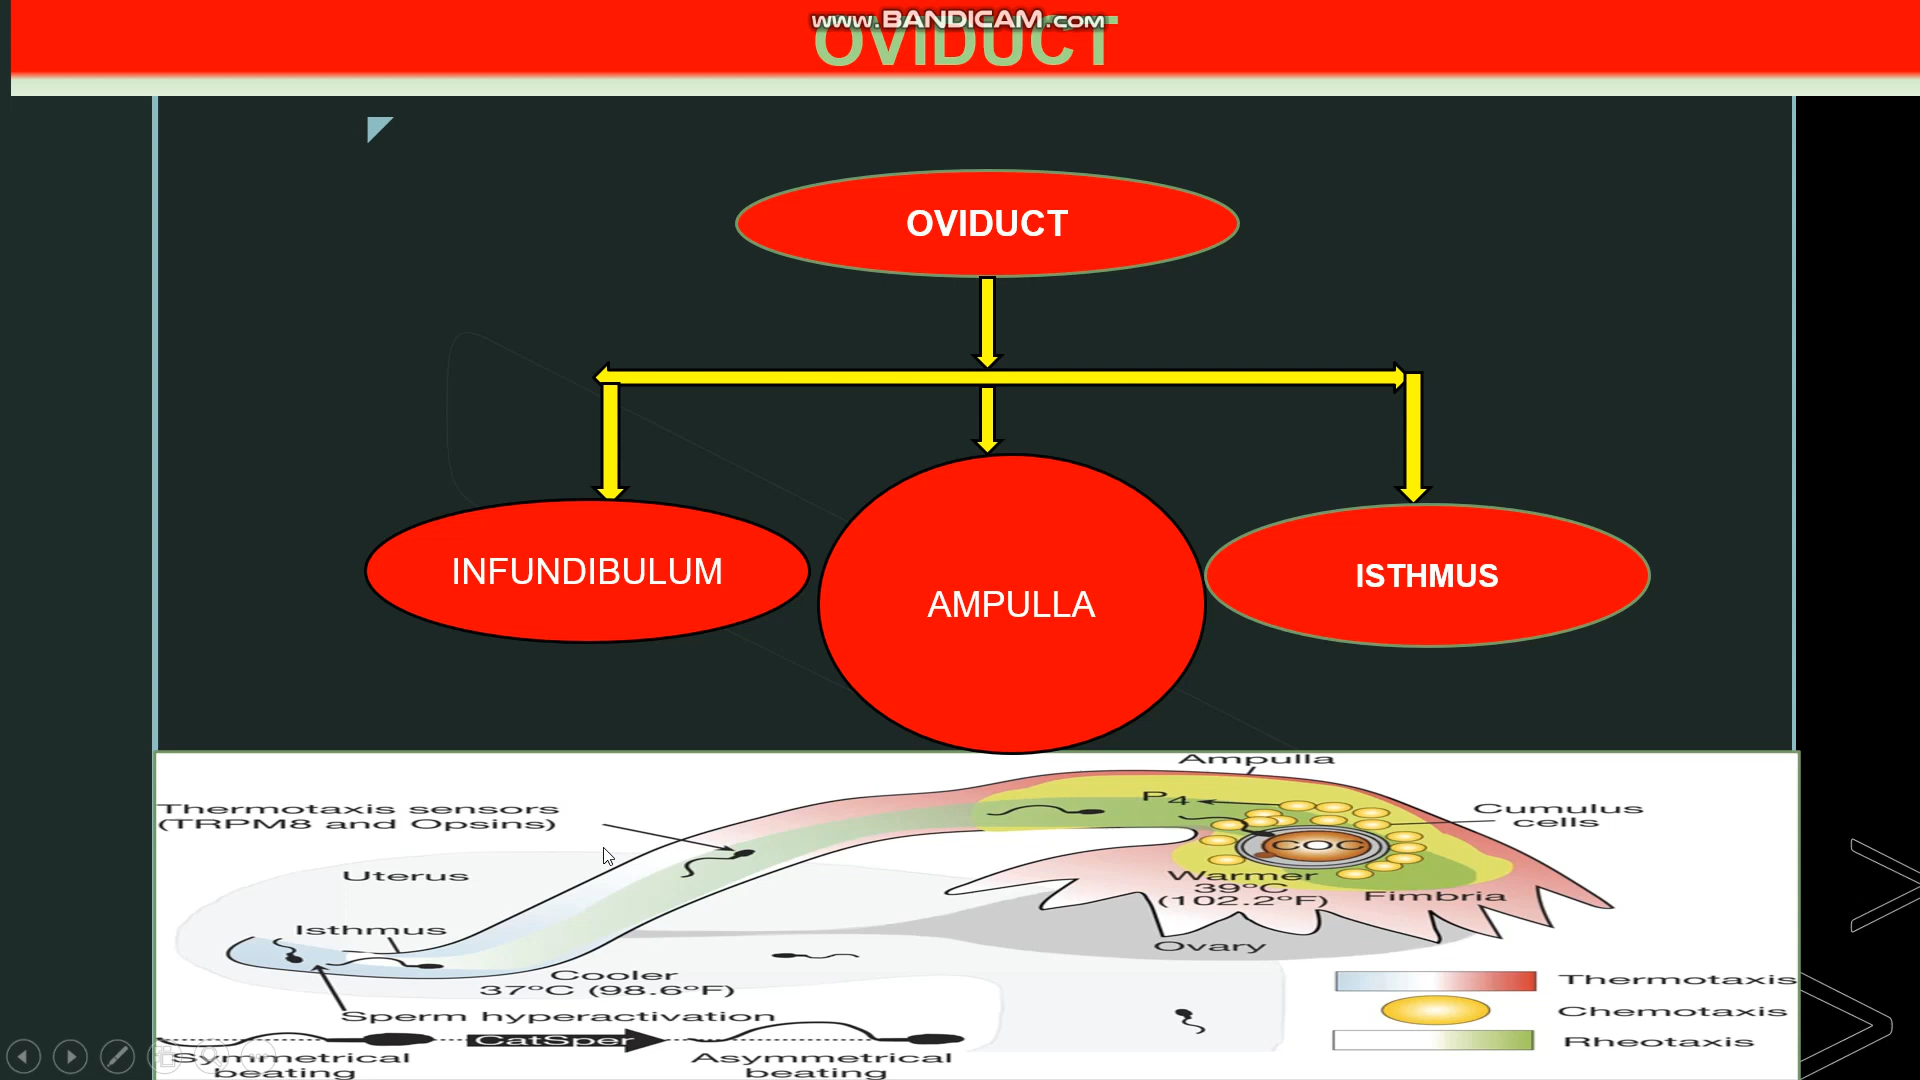 www.BANDICAM.com
OVIDUCT
OVIDUCT
INFUNDIBULUM
AMPULLA
ISTHMUS
Ampulla
Thermotaxis sensors
(TRPM8 and Opsins)
P4
Cumulus
cells
COC
Uterus
Warmer
39°C
(102.2°F)
Fimbria
Isthmus
Ovary
Cooler
37°C (98.6°F)
Thermotaxis
Sperm hyperactivation
Chemotaxis
CatSper
Rheotaxis
Symmetrical
beating
Asymmetrical
beating